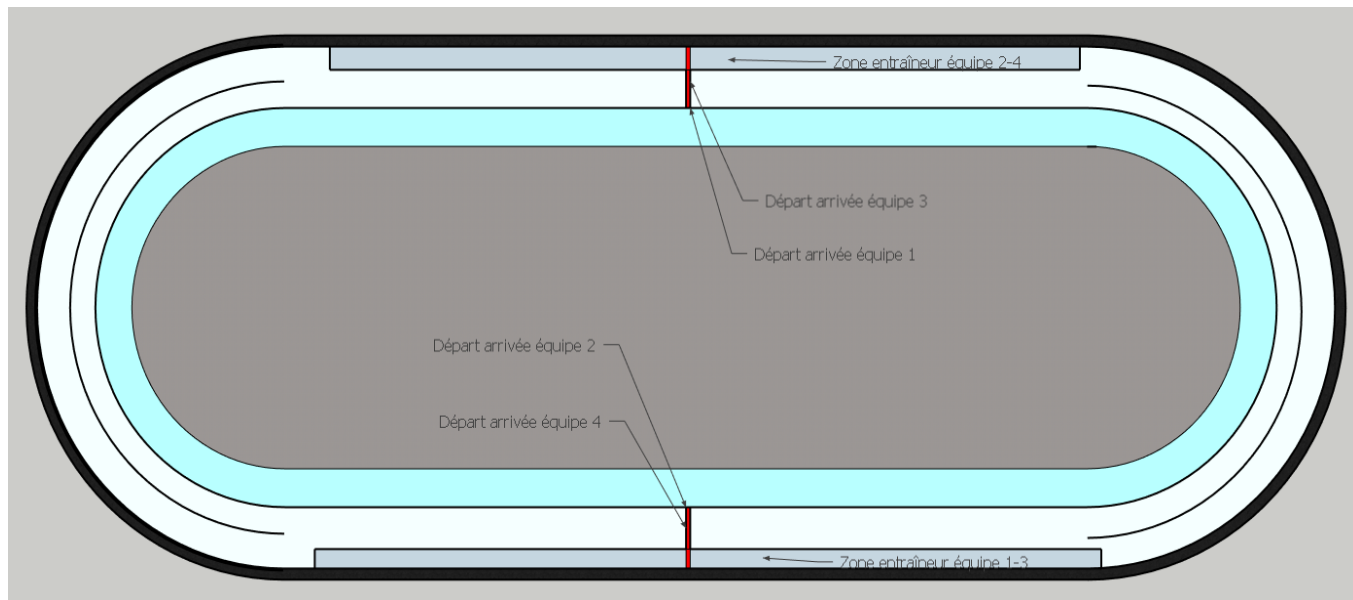 Zone entraîneur équipe 2-4
Départ arrivée équipe 3
Départ arrivée équipe 1
Départ arrivée équipe 2
Départ arrivée équipe 4
Zone entraîneur équipe 1-3